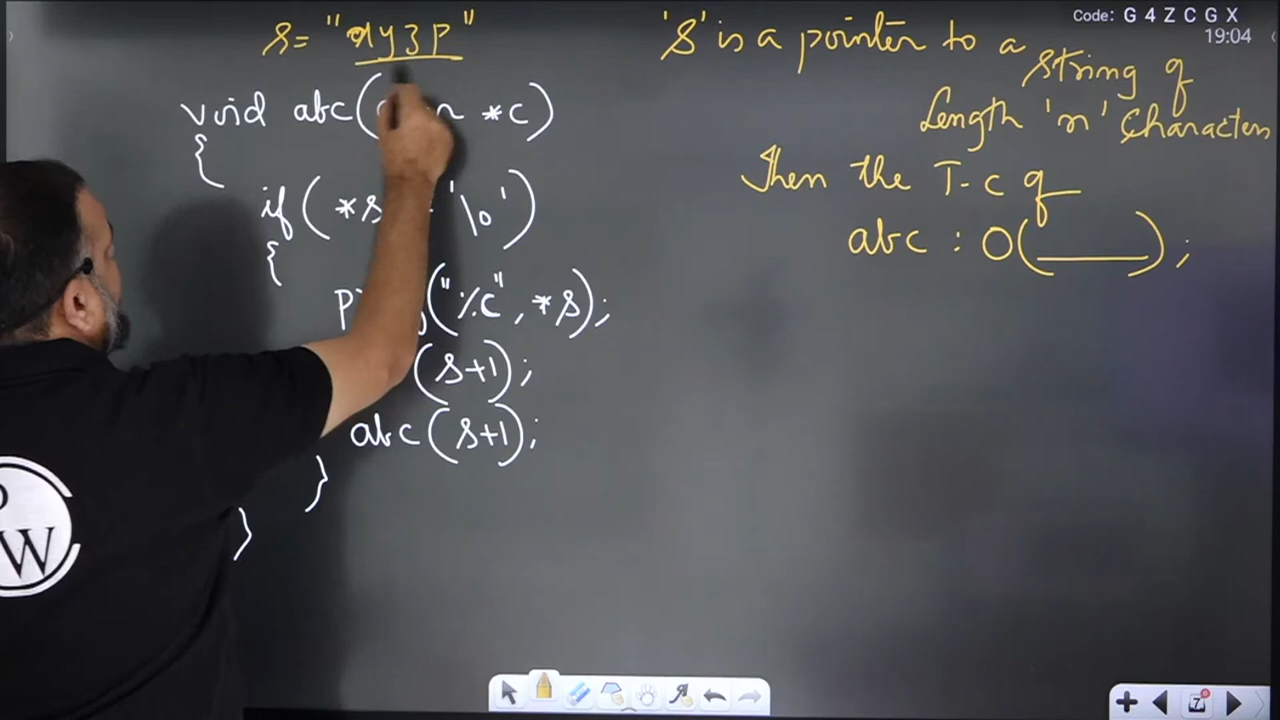 s = "xyzp"
void abc( *c)
{
if( *s '\0')
{
("%c", *s);
(s+1);
abc(s+1);
}
}
's' is a pointer to a
string of
Length 'n' Characters
Then the T-C of
abc : O(______);
Code: G 4 Z C G X
19:04
W